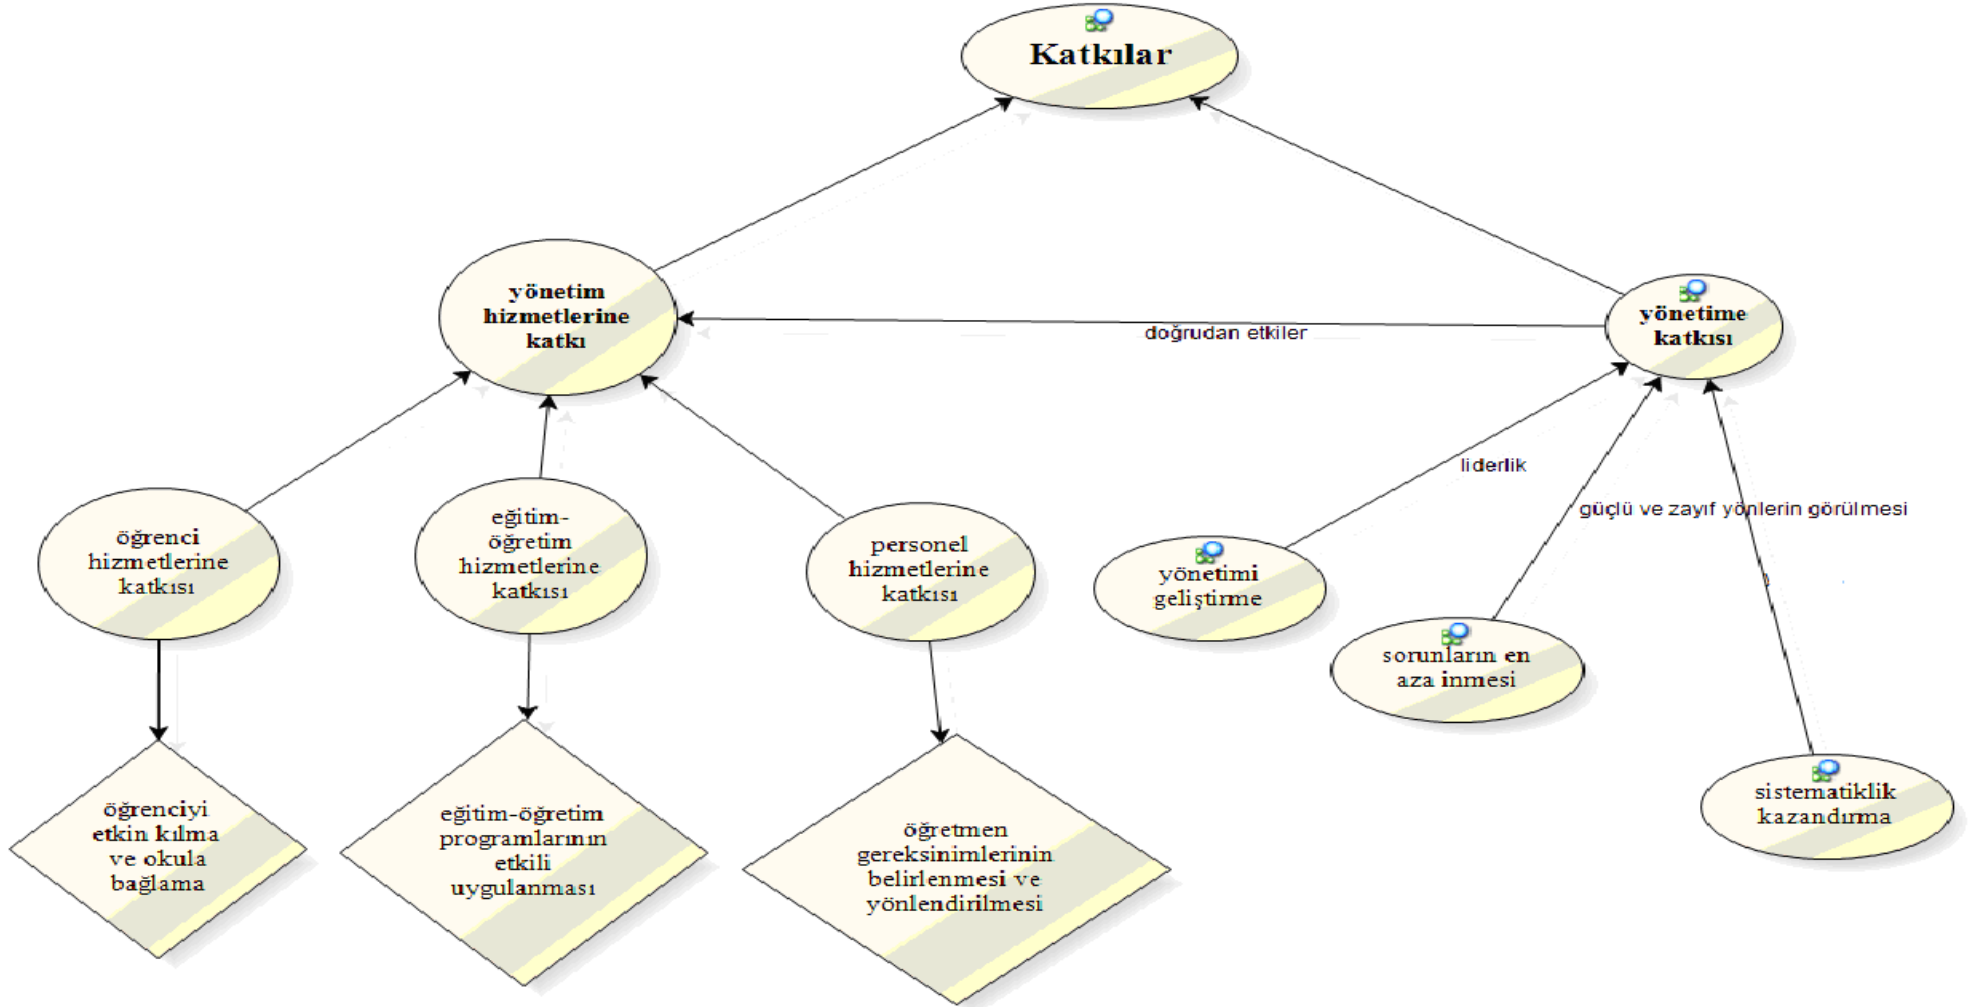 Katkılar
yönetim
hizmetlerine
katkı
yönetime
katkısı
doğrudan etkiler
liderlik
güçlü ve zayıf yönlerin görülmesi
öğrenci
hizmetlerine
katkısı
eğitim-
öğretim
hizmetlerine
katkısı
personel
hizmetlerine
katkısı
yönetimi
geliştirme
sorunların en
aza inmesi
sistematiklik
kazandırma
öğrenciyi
etkin kılma
ve okula
bağlama
eğitim-öğretim
programlarının
etkili
uygulanması
öğretmen
gereksinimlerinin
belirlenmesi ve
yönlendirilmesi